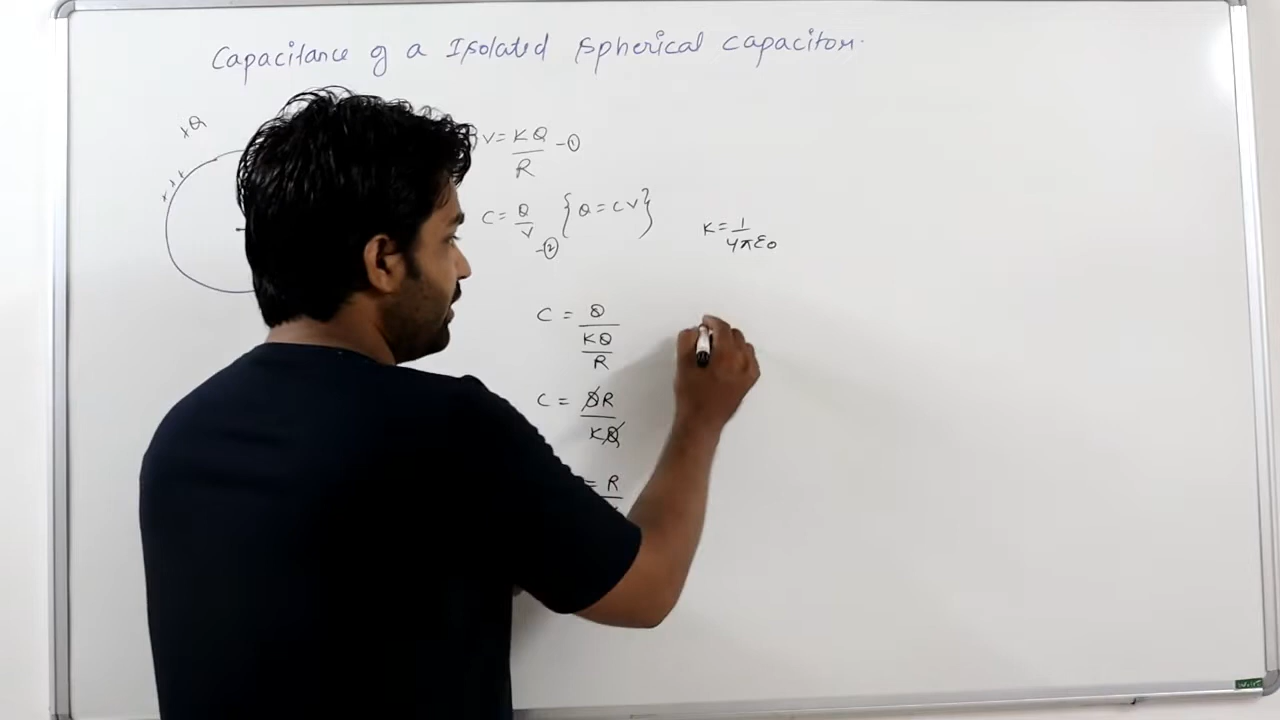 Capacitance of a Isolated Spherical Capacitor.
+Q
+ + +
V = KQ/R - ①
C = Q/V - ② {Q = CV}
K = 1/4πε0
C = Q/(KQ/R)
C = QR/KQ
= R